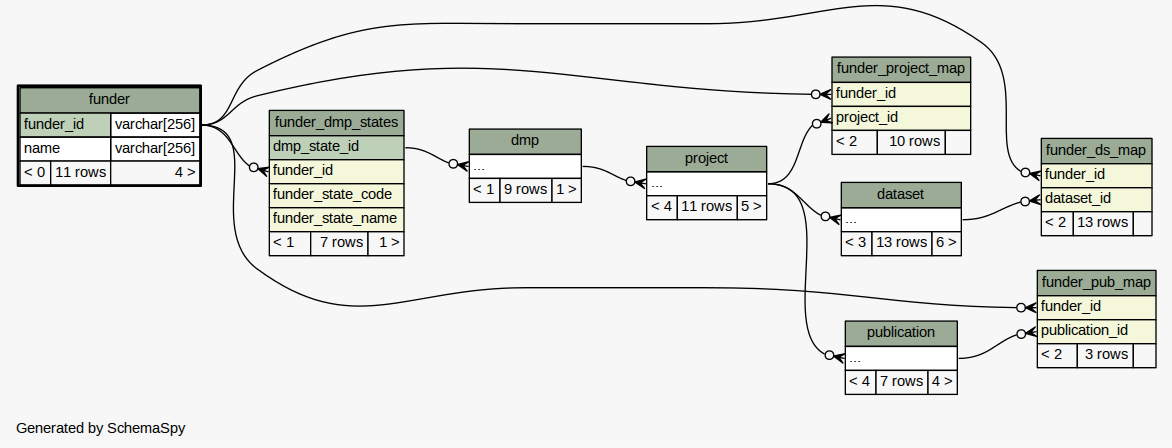 funder
funder_id varchar[256]
name varchar[256]
< 0 11 rows 4 >
funder_dmp_states
dmp_state_id
funder_id
funder_state_code
funder_state_name
< 1 7 rows 1 >
dmp
...
< 1 9 rows 1 >
project
...
< 4 11 rows 5 >
funder_project_map
funder_id
project_id
< 2 10 rows
dataset
...
< 3 13 rows 6 >
publication
...
< 4 7 rows 4 >
funder_ds_map
funder_id
dataset_id
< 2 13 rows
funder_pub_map
funder_id
publication_id
< 2 3 rows
Generated by SchemaSpy